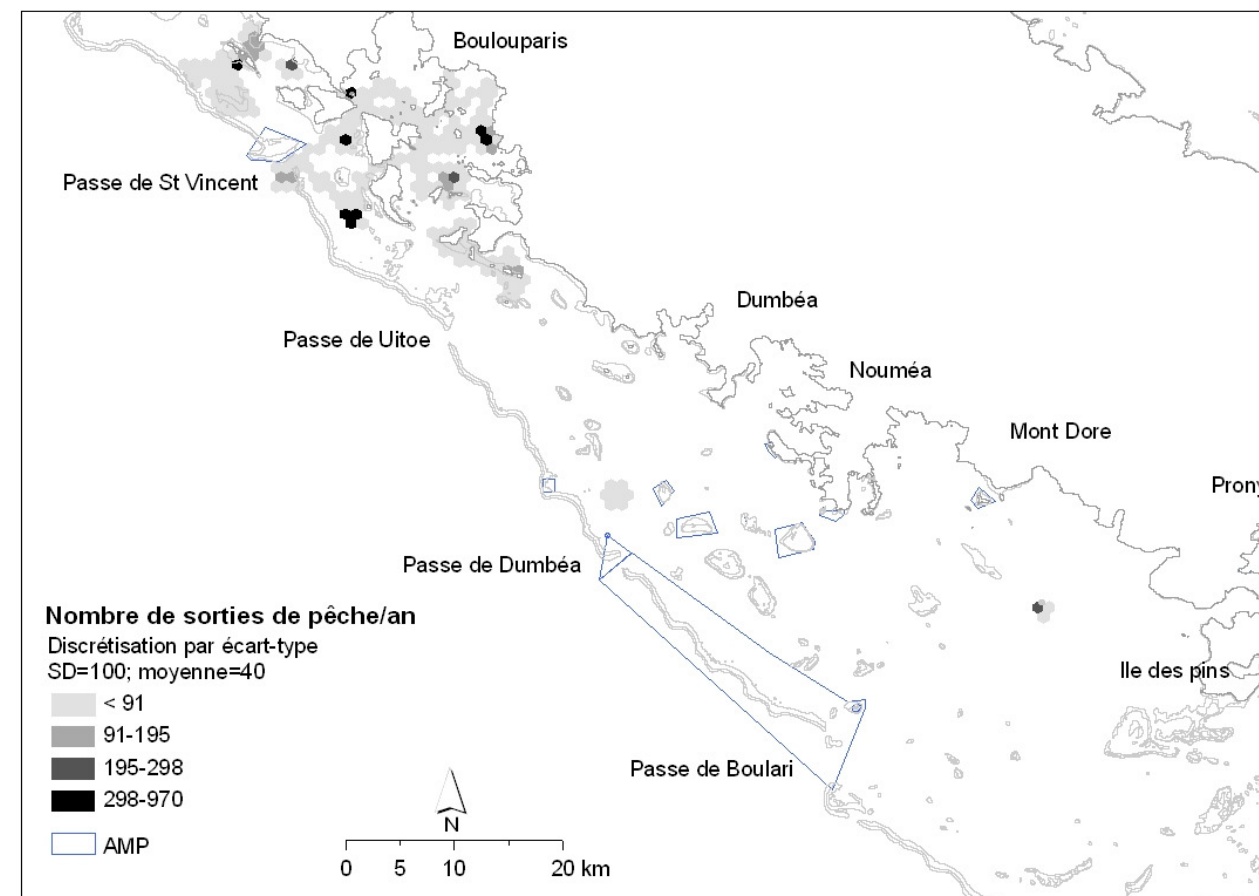 Boulouparis
Passe de St Vincent
Dumbéa
Passe de Uitoe
Nouméa
Mont Dore
Prony
Passe de Dumbéa
Nombre de sorties de pêche/an
Discrétisation par écart-type
SD=100; moyenne=40
< 91
91-195
195-298
298-970
AMP
Ile des pins
Passe de Boulari
N
0 5 10 20 km